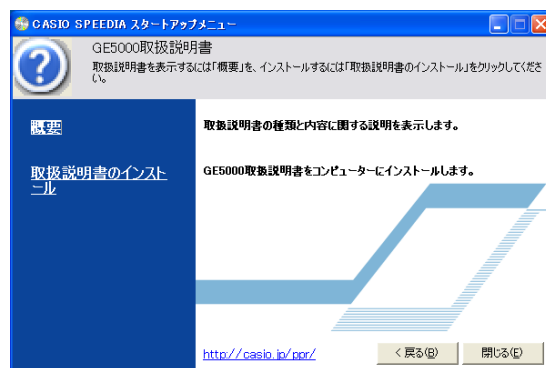 CASIO SPEEDIA スタートアップメニュー
GE5000取扱説明書
取扱説明書を表示するには「概要」を、インストールするには「取扱説明書のインストール」をクリックしてくださ
い。
概要
取扱説明書の種類と内容に関する説明を表示します。
取扱説明書のインスト
ール
GE5000取扱説明書をコンピューターにインストールします。
http://casio.jp/ppr/
< 戻る(B)
閉じる(E)